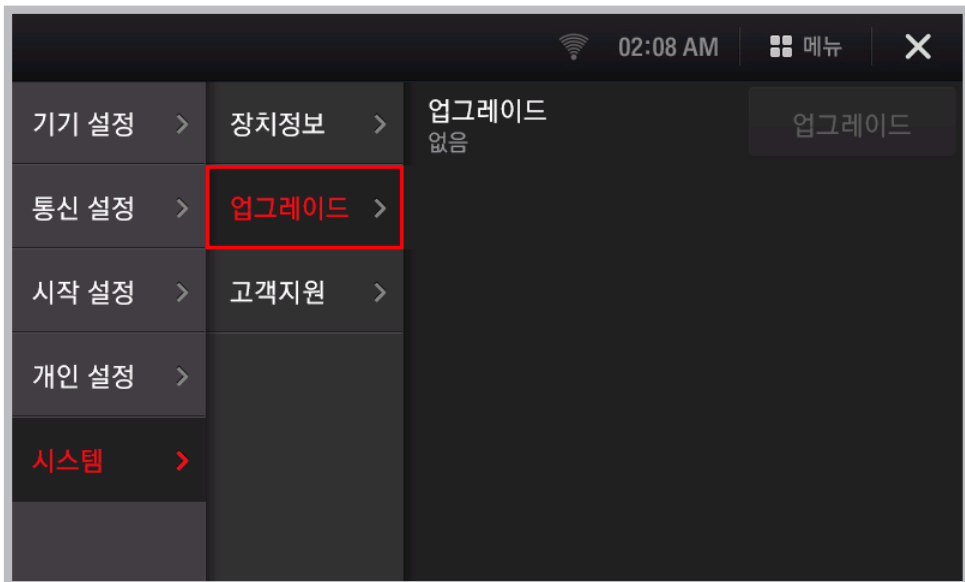 02:08 AM 메뉴
기기 설정
통신 설정
시작 설정
개인 설정
시스템
장치정보
업그레이드
고객지원
업그레이드
없음
업그레이드